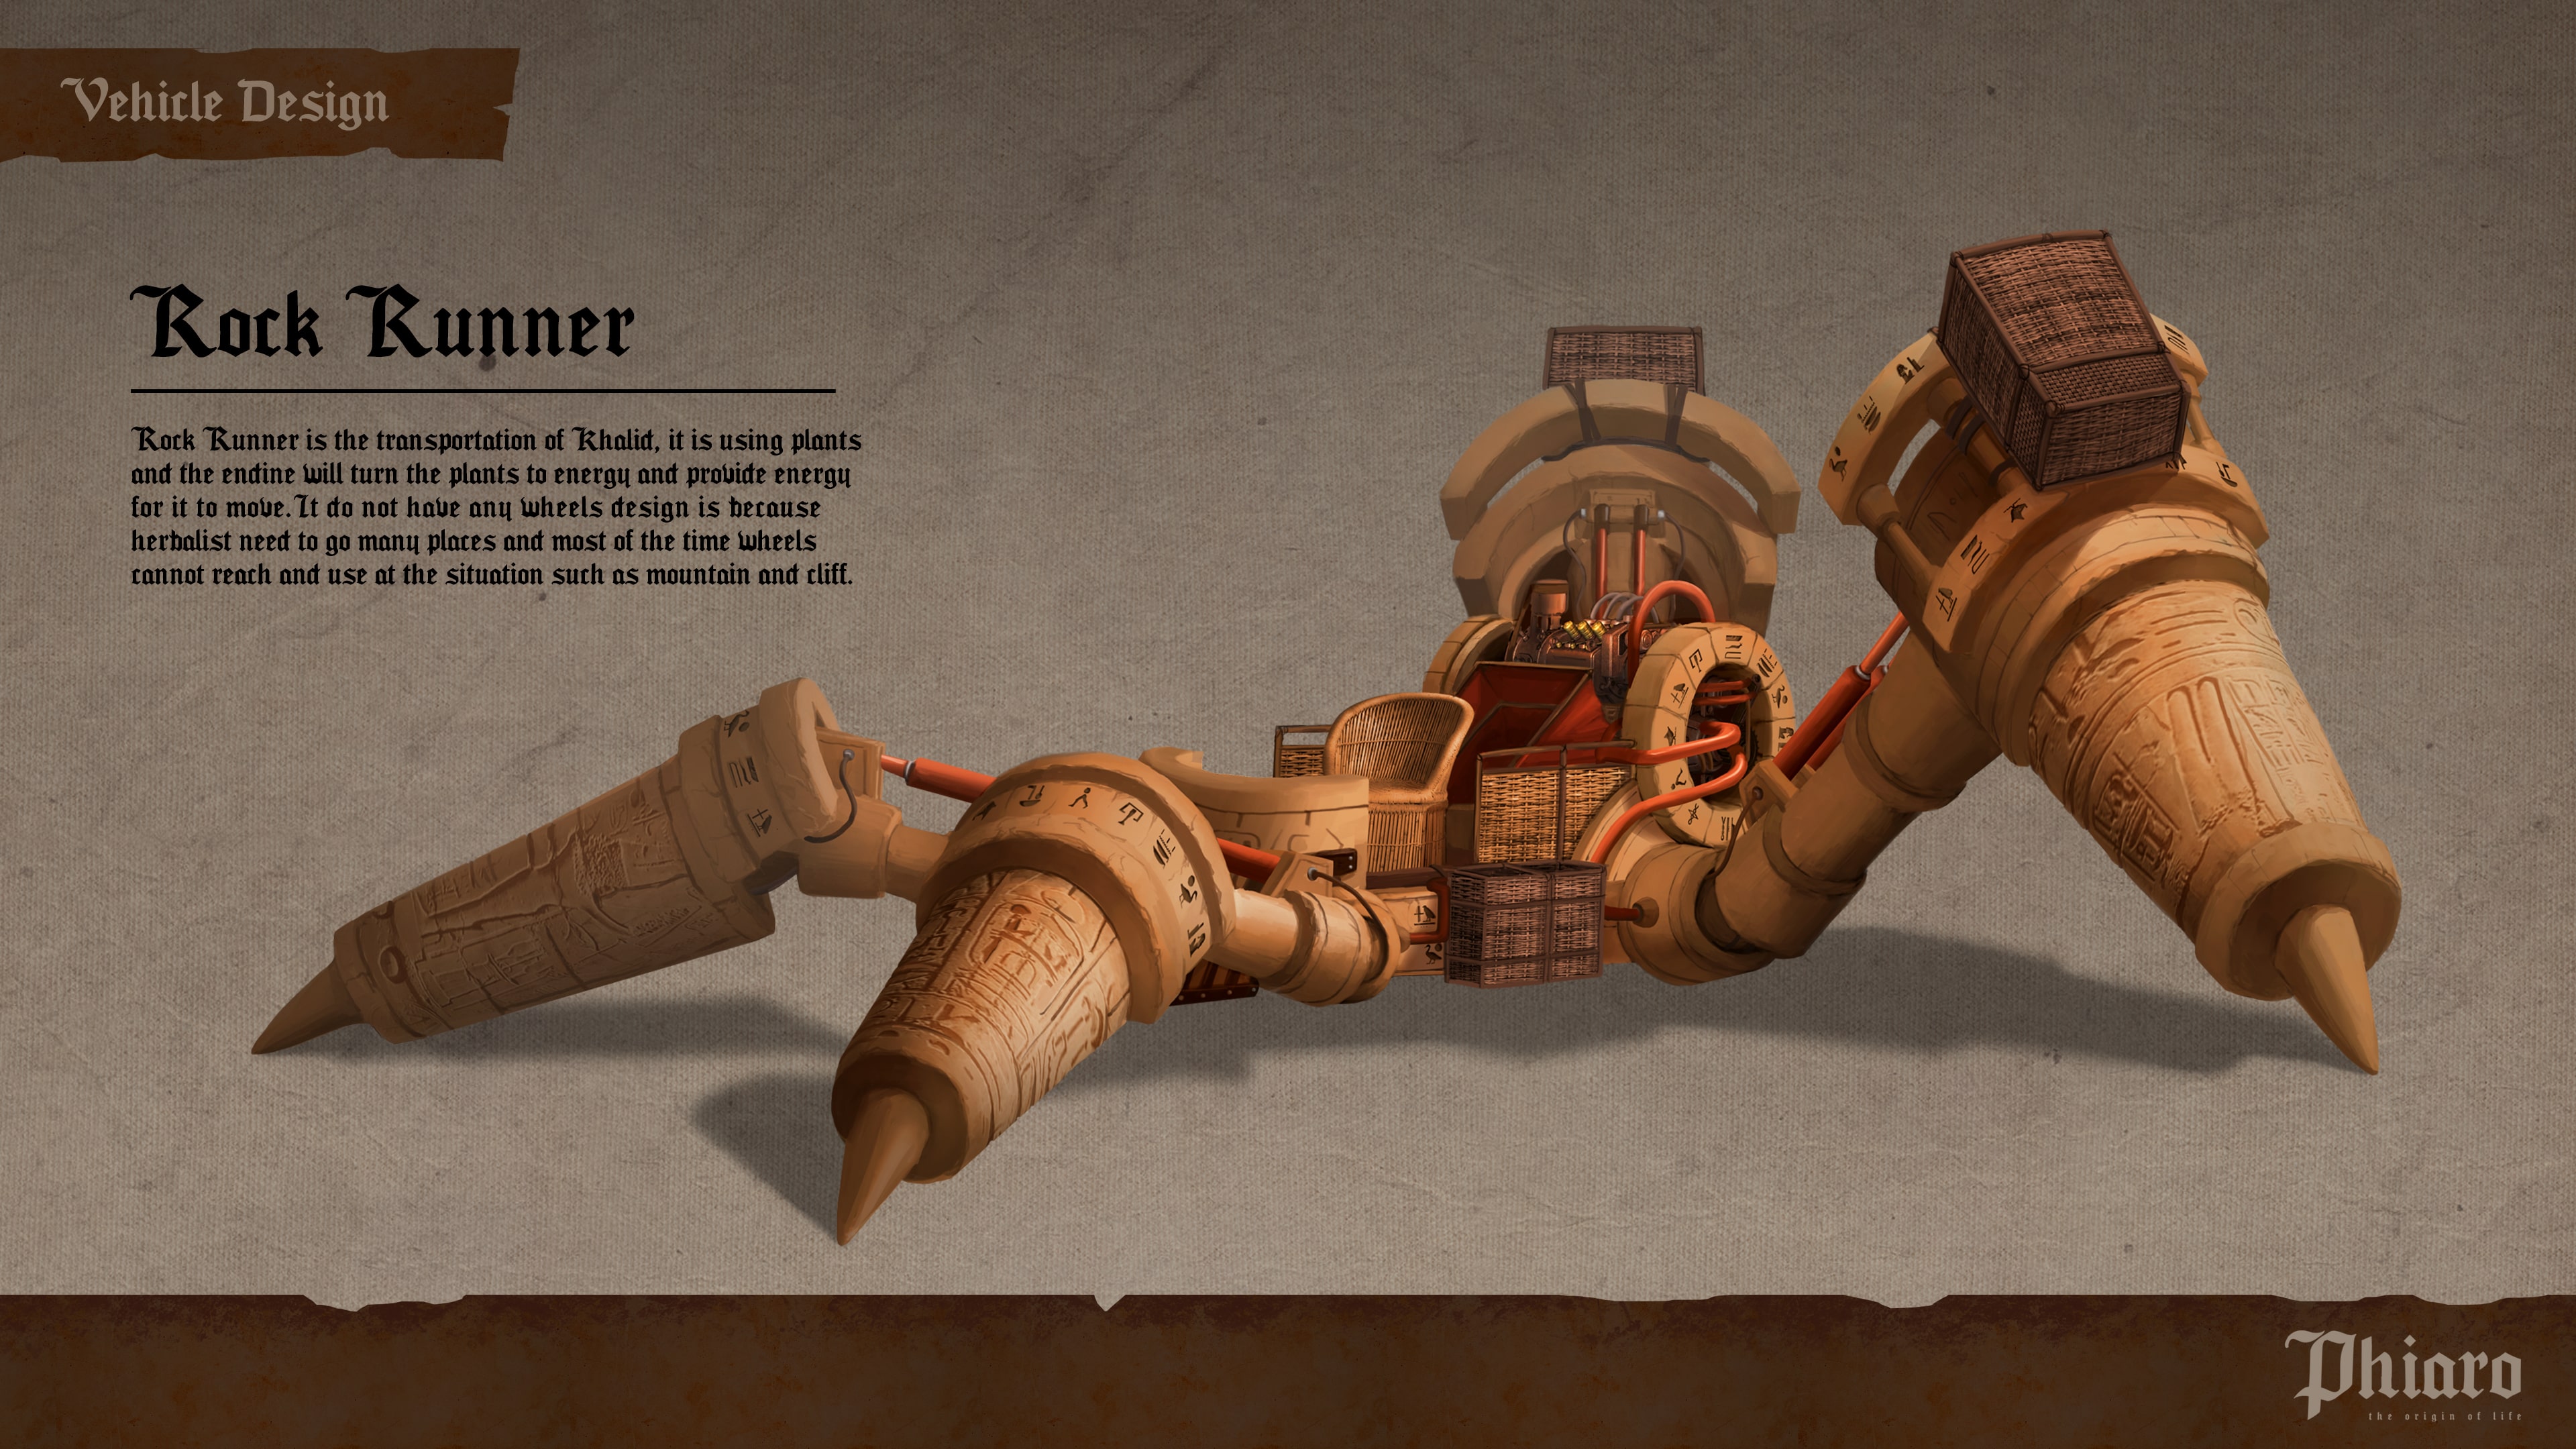 Vehicle Design
Rock Runner
Rock Runner is the transportation of Khalid, it is using plants
and the endine will turn the plants to energy and provide energy
for it to move. It do not have any wheels design is because
herbalist need to go many places and most of the time wheels
cannot reach and use at the situation such as mountain and cliff.
Phiaro
the origin of life